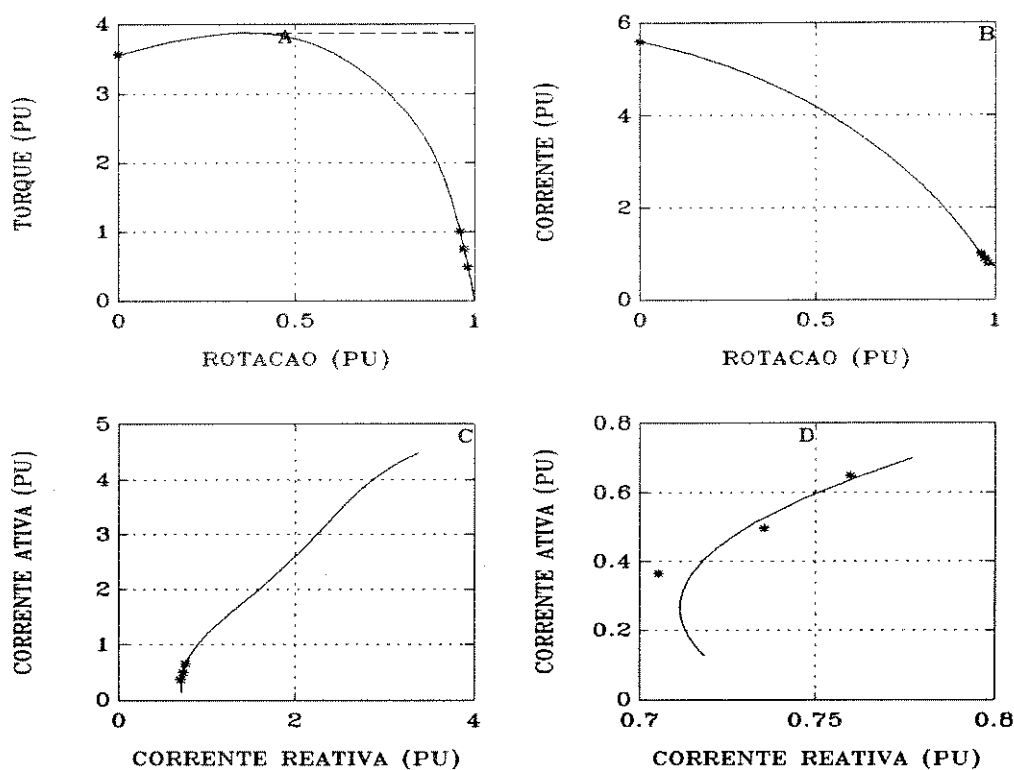 4
3
2
1
0
0
0.5
1
A
TORQUE (PU)
ROTACAO (PU)
6
4
2
0
0
0.5
1
B
CORRENTE (PU)
ROTACAO (PU)
5
4
3
2
1
0
0
2
4
C
CORRENTE ATIVA (PU)
CORRENTE REATIVA (PU)
0.8
0.6
0.4
0.2
0
0.7
0.75
0.8
D
CORRENTE ATIVA (PU)
CORRENTE REATIVA (PU)